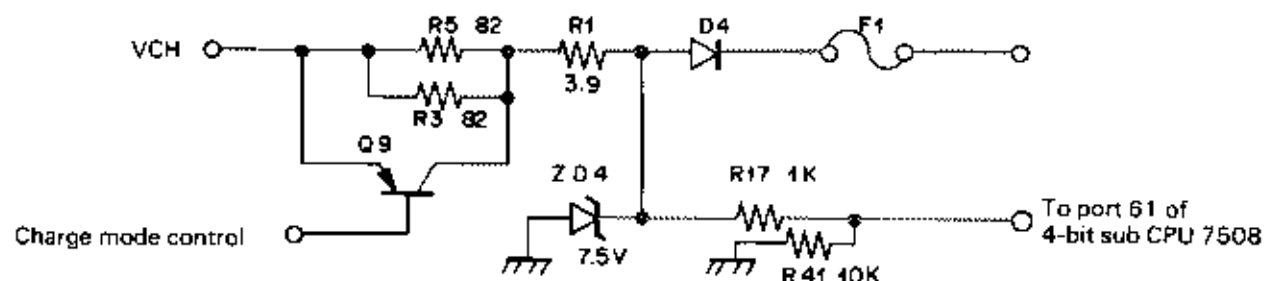 R5 82
R1
D4
F1
VCH
3.9
R3 82
Q9
ZD4
R17 1K
To port 61 of
4-bit sub CPU 7508
Charge mode control
7.5V
R41 10K